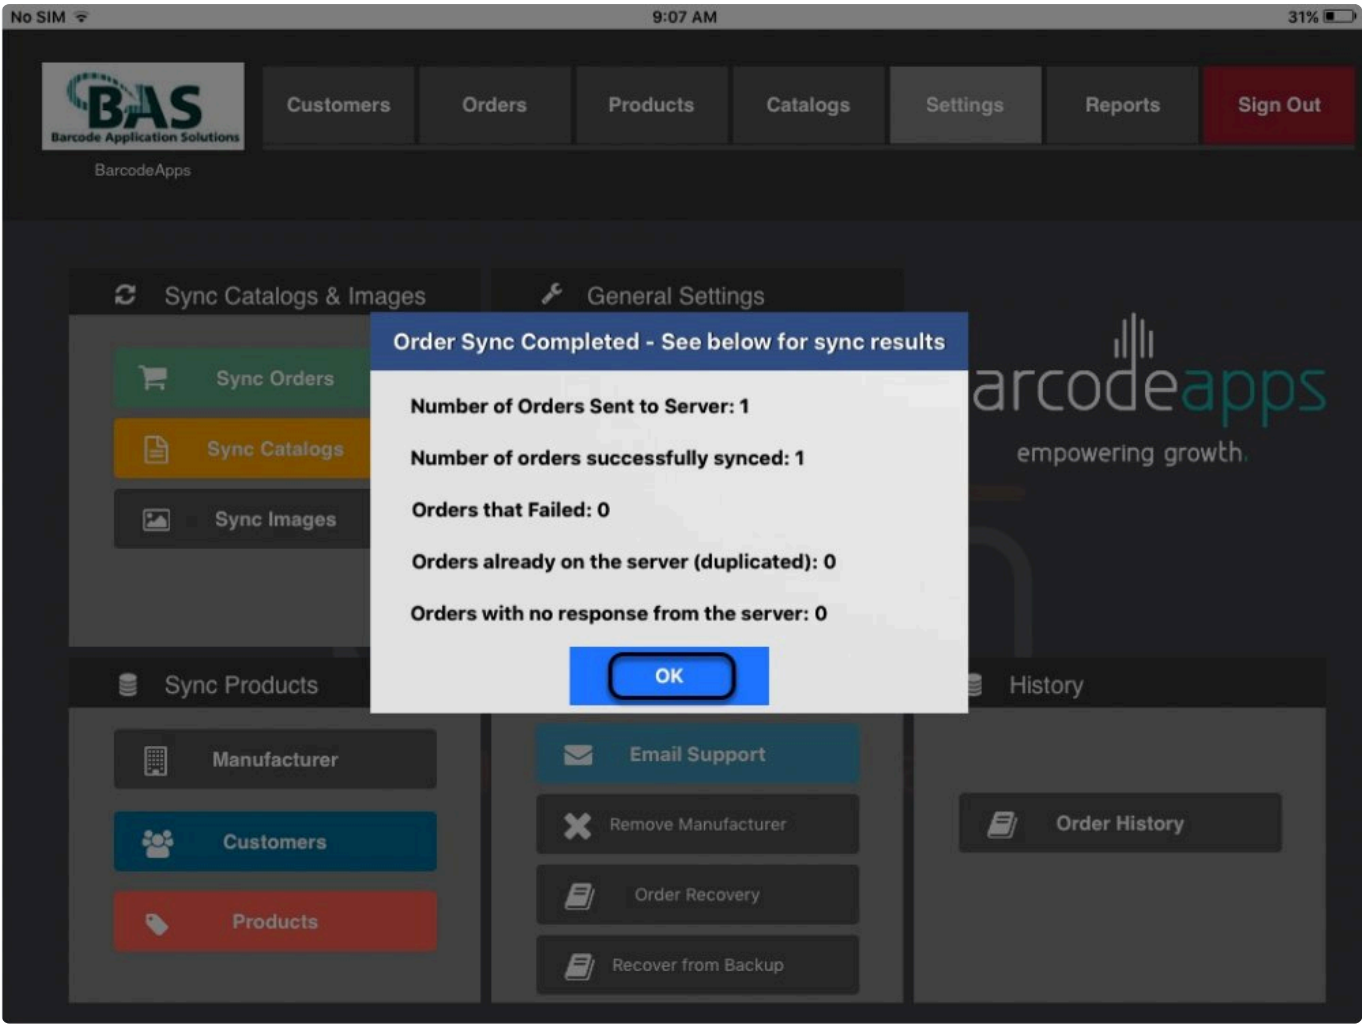 No SIM
9:07 AM
31%
BAS
Barcode Application Solutions
BarcodeApps
Customers
Orders
Products
Catalogs
Settings
Reports
Sign Out
Sync Catalogs & Images
General Settings
Order Sync Completed - See below for sync results
Number of Orders Sent to Server: 1
Number of orders successfully synced: 1
Orders that Failed: 0
Orders already on the server (duplicated): 0
Orders with no response from the server: 0
OK
Sync Orders
Sync Catalogs
Sync Images
arcodeapps
empowering growth.
Sync Products
History
Manufacturer
Customers
Products
Email Support
Remove Manufacturer
Order Recovery
Recover from Backup
Order History